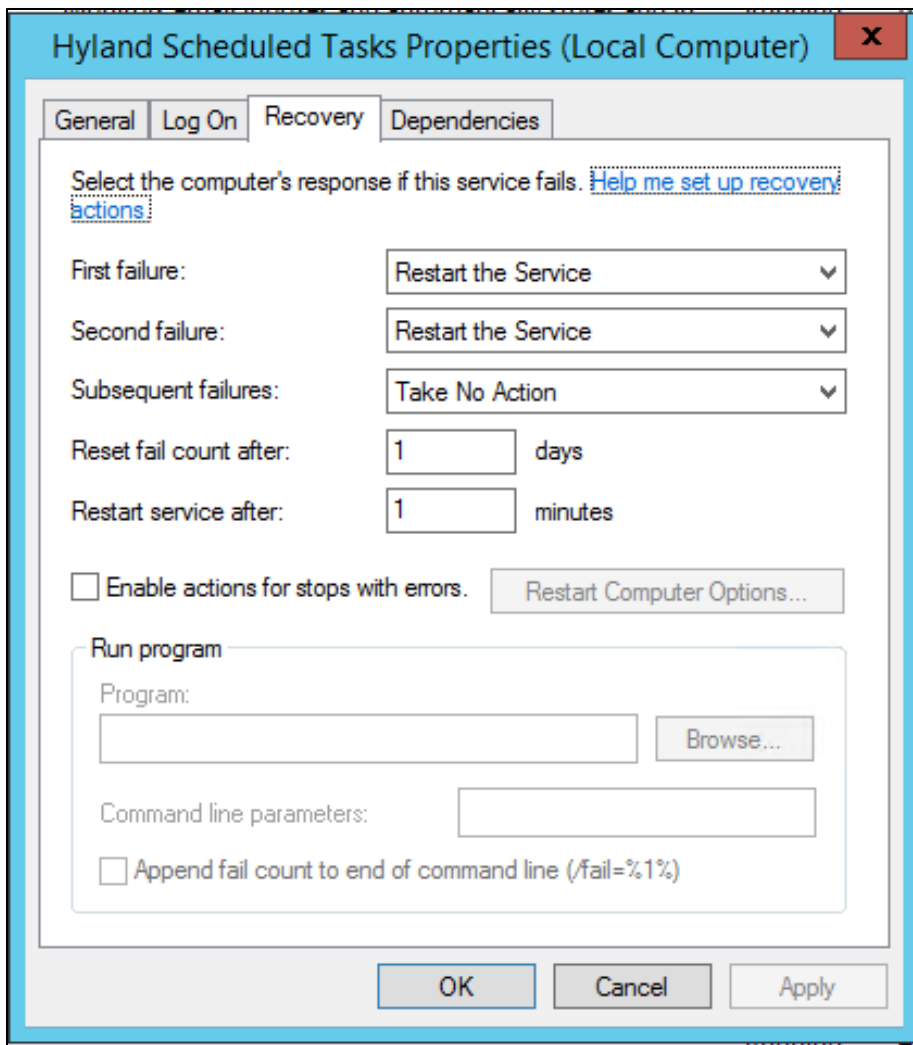 Hyland Scheduled Tasks Properties (Local Computer)
x
General Log On Recovery Dependencies
Select the computer's response if this service fails. Help me set up recovery
actions.
First failure: Restart the Service
Second failure: Restart the Service
Subsequent failures: Take No Action
Reset fail count after: 1 days
Restart service after: 1 minutes
Enable actions for stops with errors. Restart Computer Options...
Run program
Program:
Browse...
Command line parameters:
Append fail count to end of command line (/fail=%1%)
OK Cancel Apply